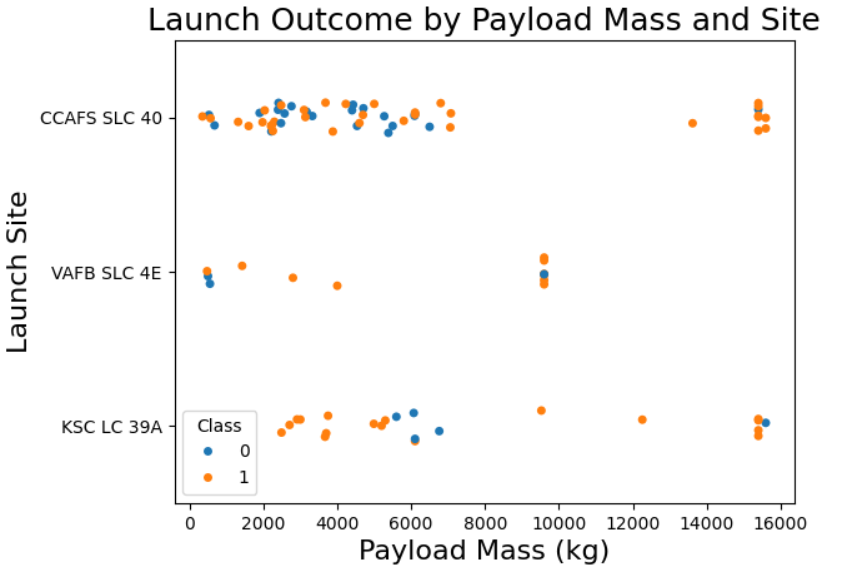 Launch Outcome by Payload Mass and Site
Launch Site
CCAFS SLC 40
VAFB SLC 4E
KSC LC 39A
Class
0
1
0 2000 4000 6000 8000 10000 12000 14000 16000
Payload Mass (kg)